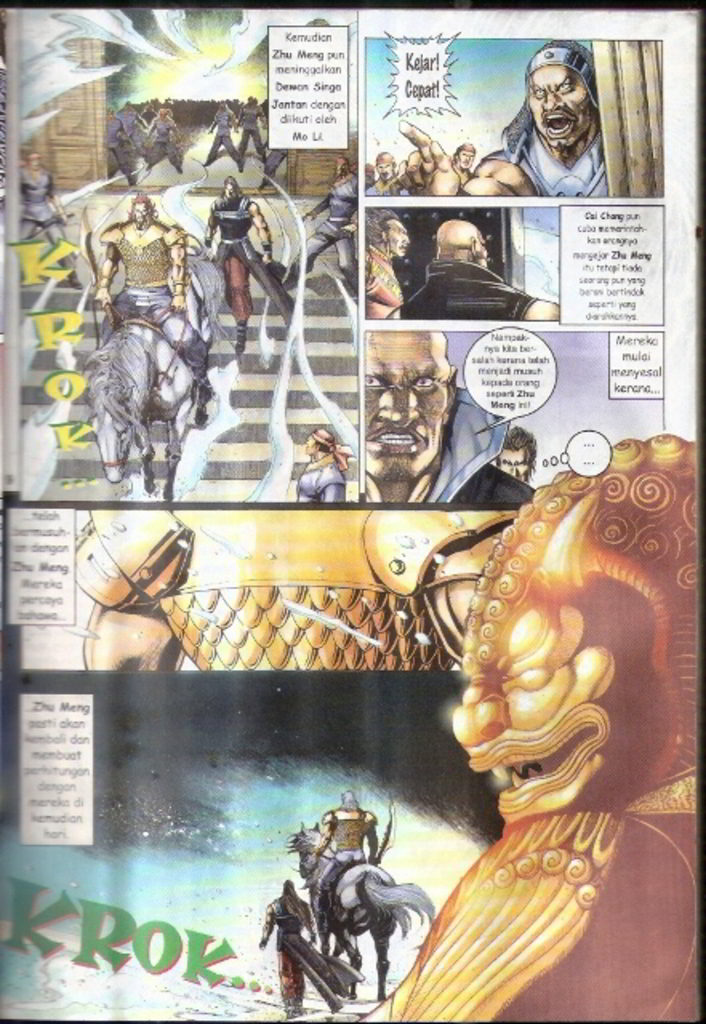 Kemudian
Zhu Meng pun
meninggalkan
Dewan Singa
Jantan dengan
diikuti oleh
Mo Li.
KROK...
Kejar!
Cepat!
Cai Chong pun
cuba memerintah-
kan orangnya
mengejar Zhu Meng
itu tetapi tiada
seorang pun yang
berani bertindak
seperti yang
diarahkannya.
Nampak-
nya kita ber-
salah kerana telah
menjadi musuh
kepada orang
seperti Zhu
Meng ini!
Mereka
mulai
menyesal
kerana...
...
...
...telah
bermusuh-
an dengan
Zhu Meng
Mereka
percaya
bahawa...
...Zhu Meng
pasti akan
kembali dan
membuat
perhitungan
dengan
mereka di
kemudian
hari.
KROK...